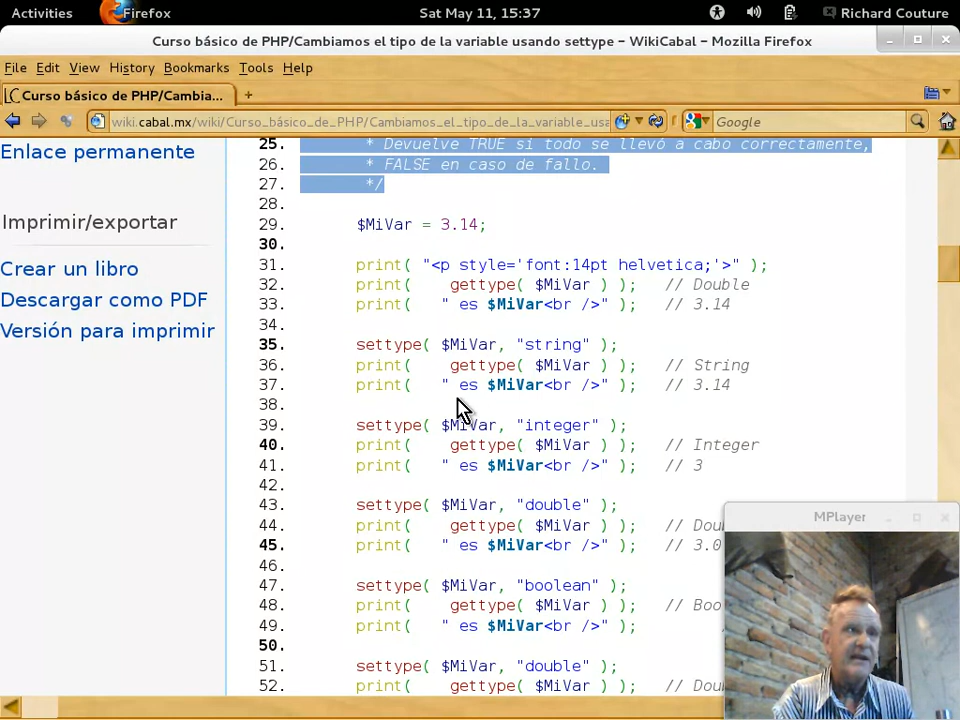 Activities Firefox Sat May 11, 15:37 Richard Couture
Curso básico de PHP/Cambiamos el tipo de la variable usando settype – WikiCabal – Mozilla Firefox
File Edit View History Bookmarks Tools Help
Curso básico de PHP/Cambia... +
wiki.cabal.mx/wiki/Curso_básico_de_PHP/Cambiamos_el_tipo_de_la_variable_usa Google
Enlace permanente
Imprimir/exportar
Crear un libro
Descargar como PDF
Versión para imprimir
25. * Devuelve TRUE si todo se llevó a cabo correctamente,
26. * FALSE en caso de fallo.
27. */
28.
29. $MiVar = 3.14;
30.
31. print( "<p style='font:14pt helvetica;'>" );
32. print( gettype( $MiVar ) ); // Double
33. print( " es $MiVar<br />" ); // 3.14
34.
35. settype( $MiVar, "string" );
36. print( gettype( $MiVar ) ); // String
37. print( " es $MiVar<br />" ); // 3.14
38.
39. settype( $MiVar, "integer" );
40. print( gettype( $MiVar ) ); // Integer
41. print( " es $MiVar<br />" ); // 3
42.
43. settype( $MiVar, "double" );
44. print( gettype( $MiVar ) ); // Dou
45. print( " es $MiVar<br />" ); // 3.0
46.
47. settype( $MiVar, "boolean" );
48. print( gettype( $MiVar ) ); // Boo
49. print( " es $MiVar<br />" );
50.
51. settype( $MiVar, "double" );
52. print( gettype( $MiVar ) ); // Dou
MPlayer